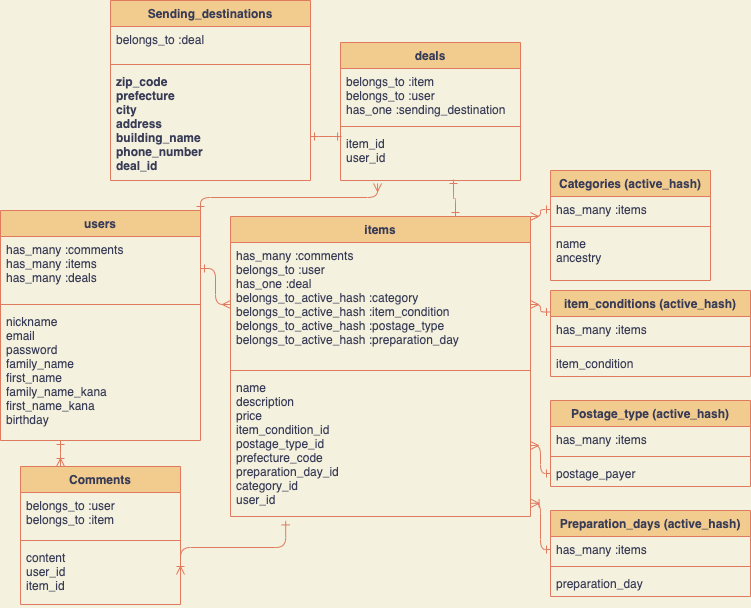 Sending_destinations
belongs_to :deal
zip_code
prefecture
city
address
building_name
phone_number
deal_id
deals
belongs_to :item
belongs_to :user
has_one :sending_destination
item_id
user_id
users
has_many :comments
has_many :items
has_many :deals
nickname
email
password
family_name
first_name
family_name_kana
first_name_kana
birthday
items
has_many :comments
belongs_to :user
has_one :deal
belongs_to_active_hash :category
belongs_to_active_hash :item_condition
belongs_to_active_hash :postage_type
belongs_to_active_hash :preparation_day
name
description
price
item_condition_id
postage_type_id
prefecture_code
preparation_day_id
category_id
user_id
Categories (active_hash)
has_many :items
name
ancestry
item_conditions (active_hash)
has_many :items
item_condition
Postage_type (active_hash)
has_many :items
postage_payer
Preparation_days (active_hash)
has_many :items
preparation_day
Comments
belongs_to :user
belongs_to :item
content
user_id
item_id